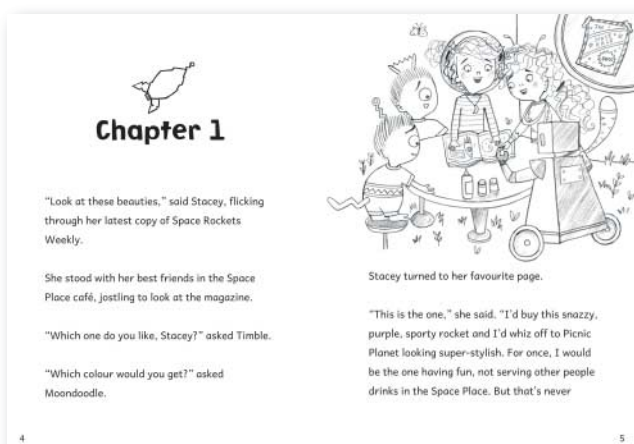 Chapter 1
“Look at these beauties,” said Stacey, flicking
through her latest copy of Space Rockets
Weekly.
She stood with her best friends in the Space
Place café, jostling to look at the magazine.
“Which one do you like, Stacey?” asked Timble.
“Which colour would you get?” asked
Moondoodle.
4
Stacey turned to her favourite page.
“This is the one,” she said. “I’d buy this snazzy,
purple, sporty rocket and I’d whiz off to Picnic
Planet looking super-stylish. For once, I would
be the one having fun, not serving other people
drinks in the Space Place. But that’s never
5